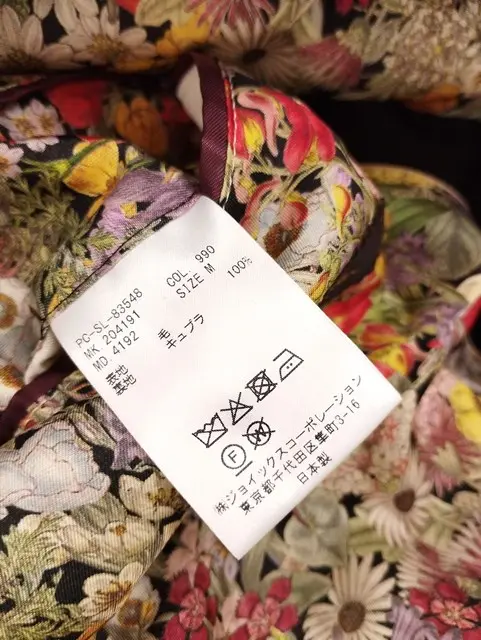 PC-SL-83548 COL. 990
MK 204191 SIZE M
MD 4192
表地 毛 100%
裏地 キュプラ
F
㈱ジョイックスコーポレーション
東京都千代田区隼町3-16
日本製